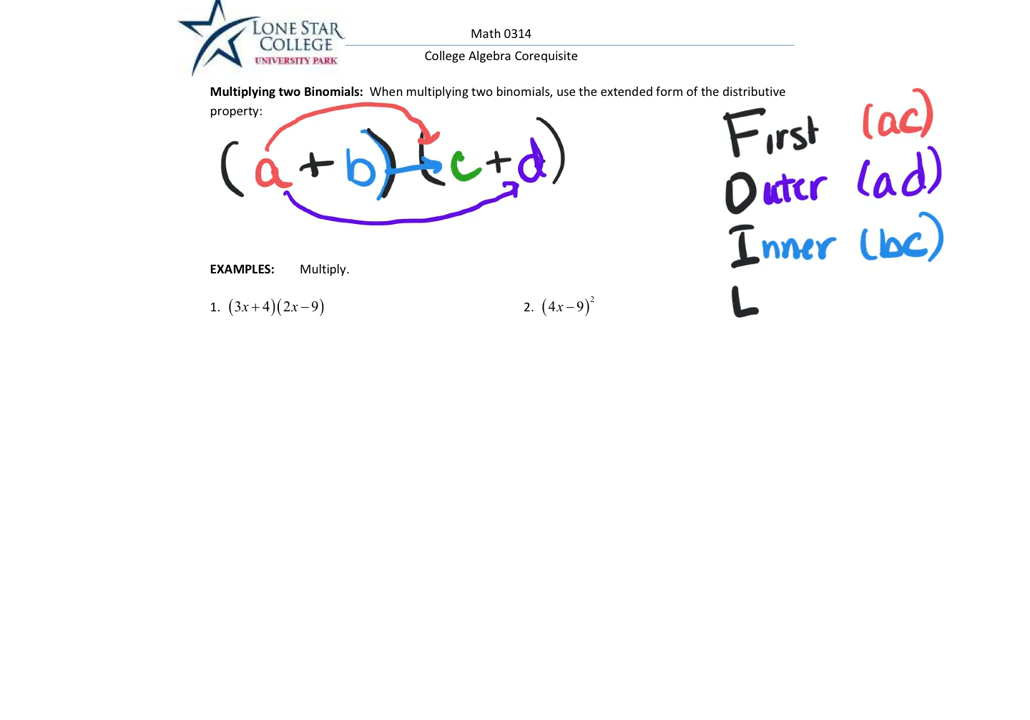 LONE STAR
COLLEGE
UNIVERSITY PARK
Math 0314
College Algebra Corequisite
Multiplying two Binomials: When multiplying two binomials, use the extended form of the distributive
property:
(a + b)(c + d)
First (ac)
Outer (ad)
Inner (bc)
L
EXAMPLES: Multiply.
1. (3x + 4)(2x − 9)
2. (4x − 9)²